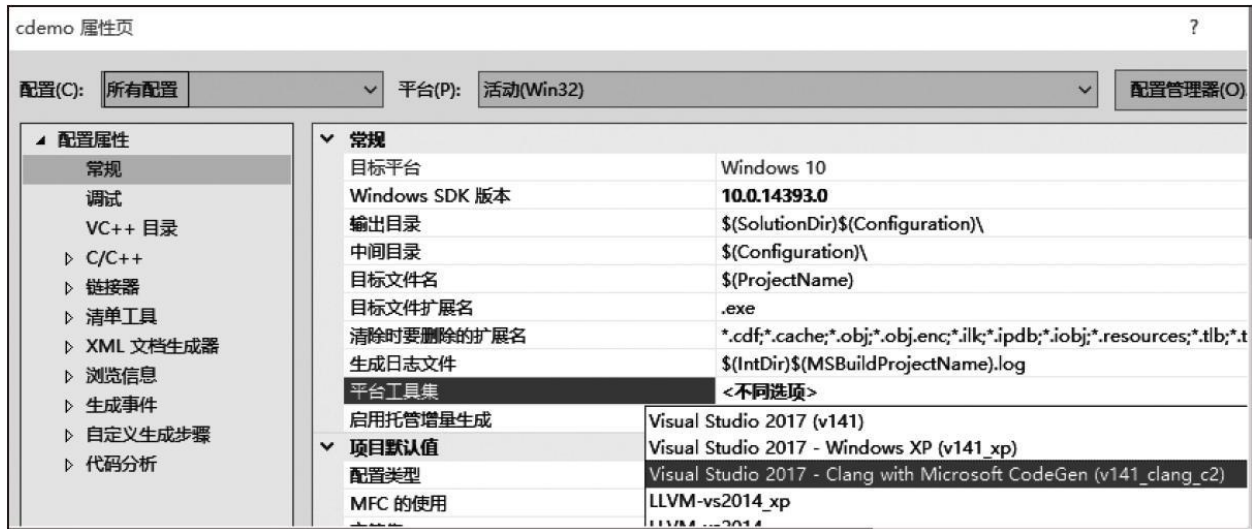 cdemo 属性页 ?
配置(C): 所有配置 平台(P): 活动(Win32) 配置管理器(O)
配置属性
常规
调试
VC++ 目录
C/C++
链接器
清单工具
XML 文档生成器
浏览信息
生成事件
自定义生成步骤
代码分析
常规
目标平台 Windows 10
Windows SDK 版本 10.0.14393.0
输出目录 $(SolutionDir)$(Configuration)\
中间目录 $(Configuration)\
目标文件名 $(ProjectName)
目标文件扩展名 .exe
清除时要删除的扩展名 *.cdf;*.cache;*.obj;*.obj.enc;*.ilk;*.ipdb;*.iobj;*.resources;*.tlb;*.t
生成日志文件 $(IntDir)$(MSBuildProjectName).log
平台工具集 <不同选项>
启用托管增量生成
Visual Studio 2017 (v141)
Visual Studio 2017 - Windows XP (v141_xp)
Visual Studio 2017 - Clang with Microsoft CodeGen (v141_clang_c2)
LLVM-vs2014_xp
LLVM-vs2014
项目默认值
配置类型
MFC 的使用